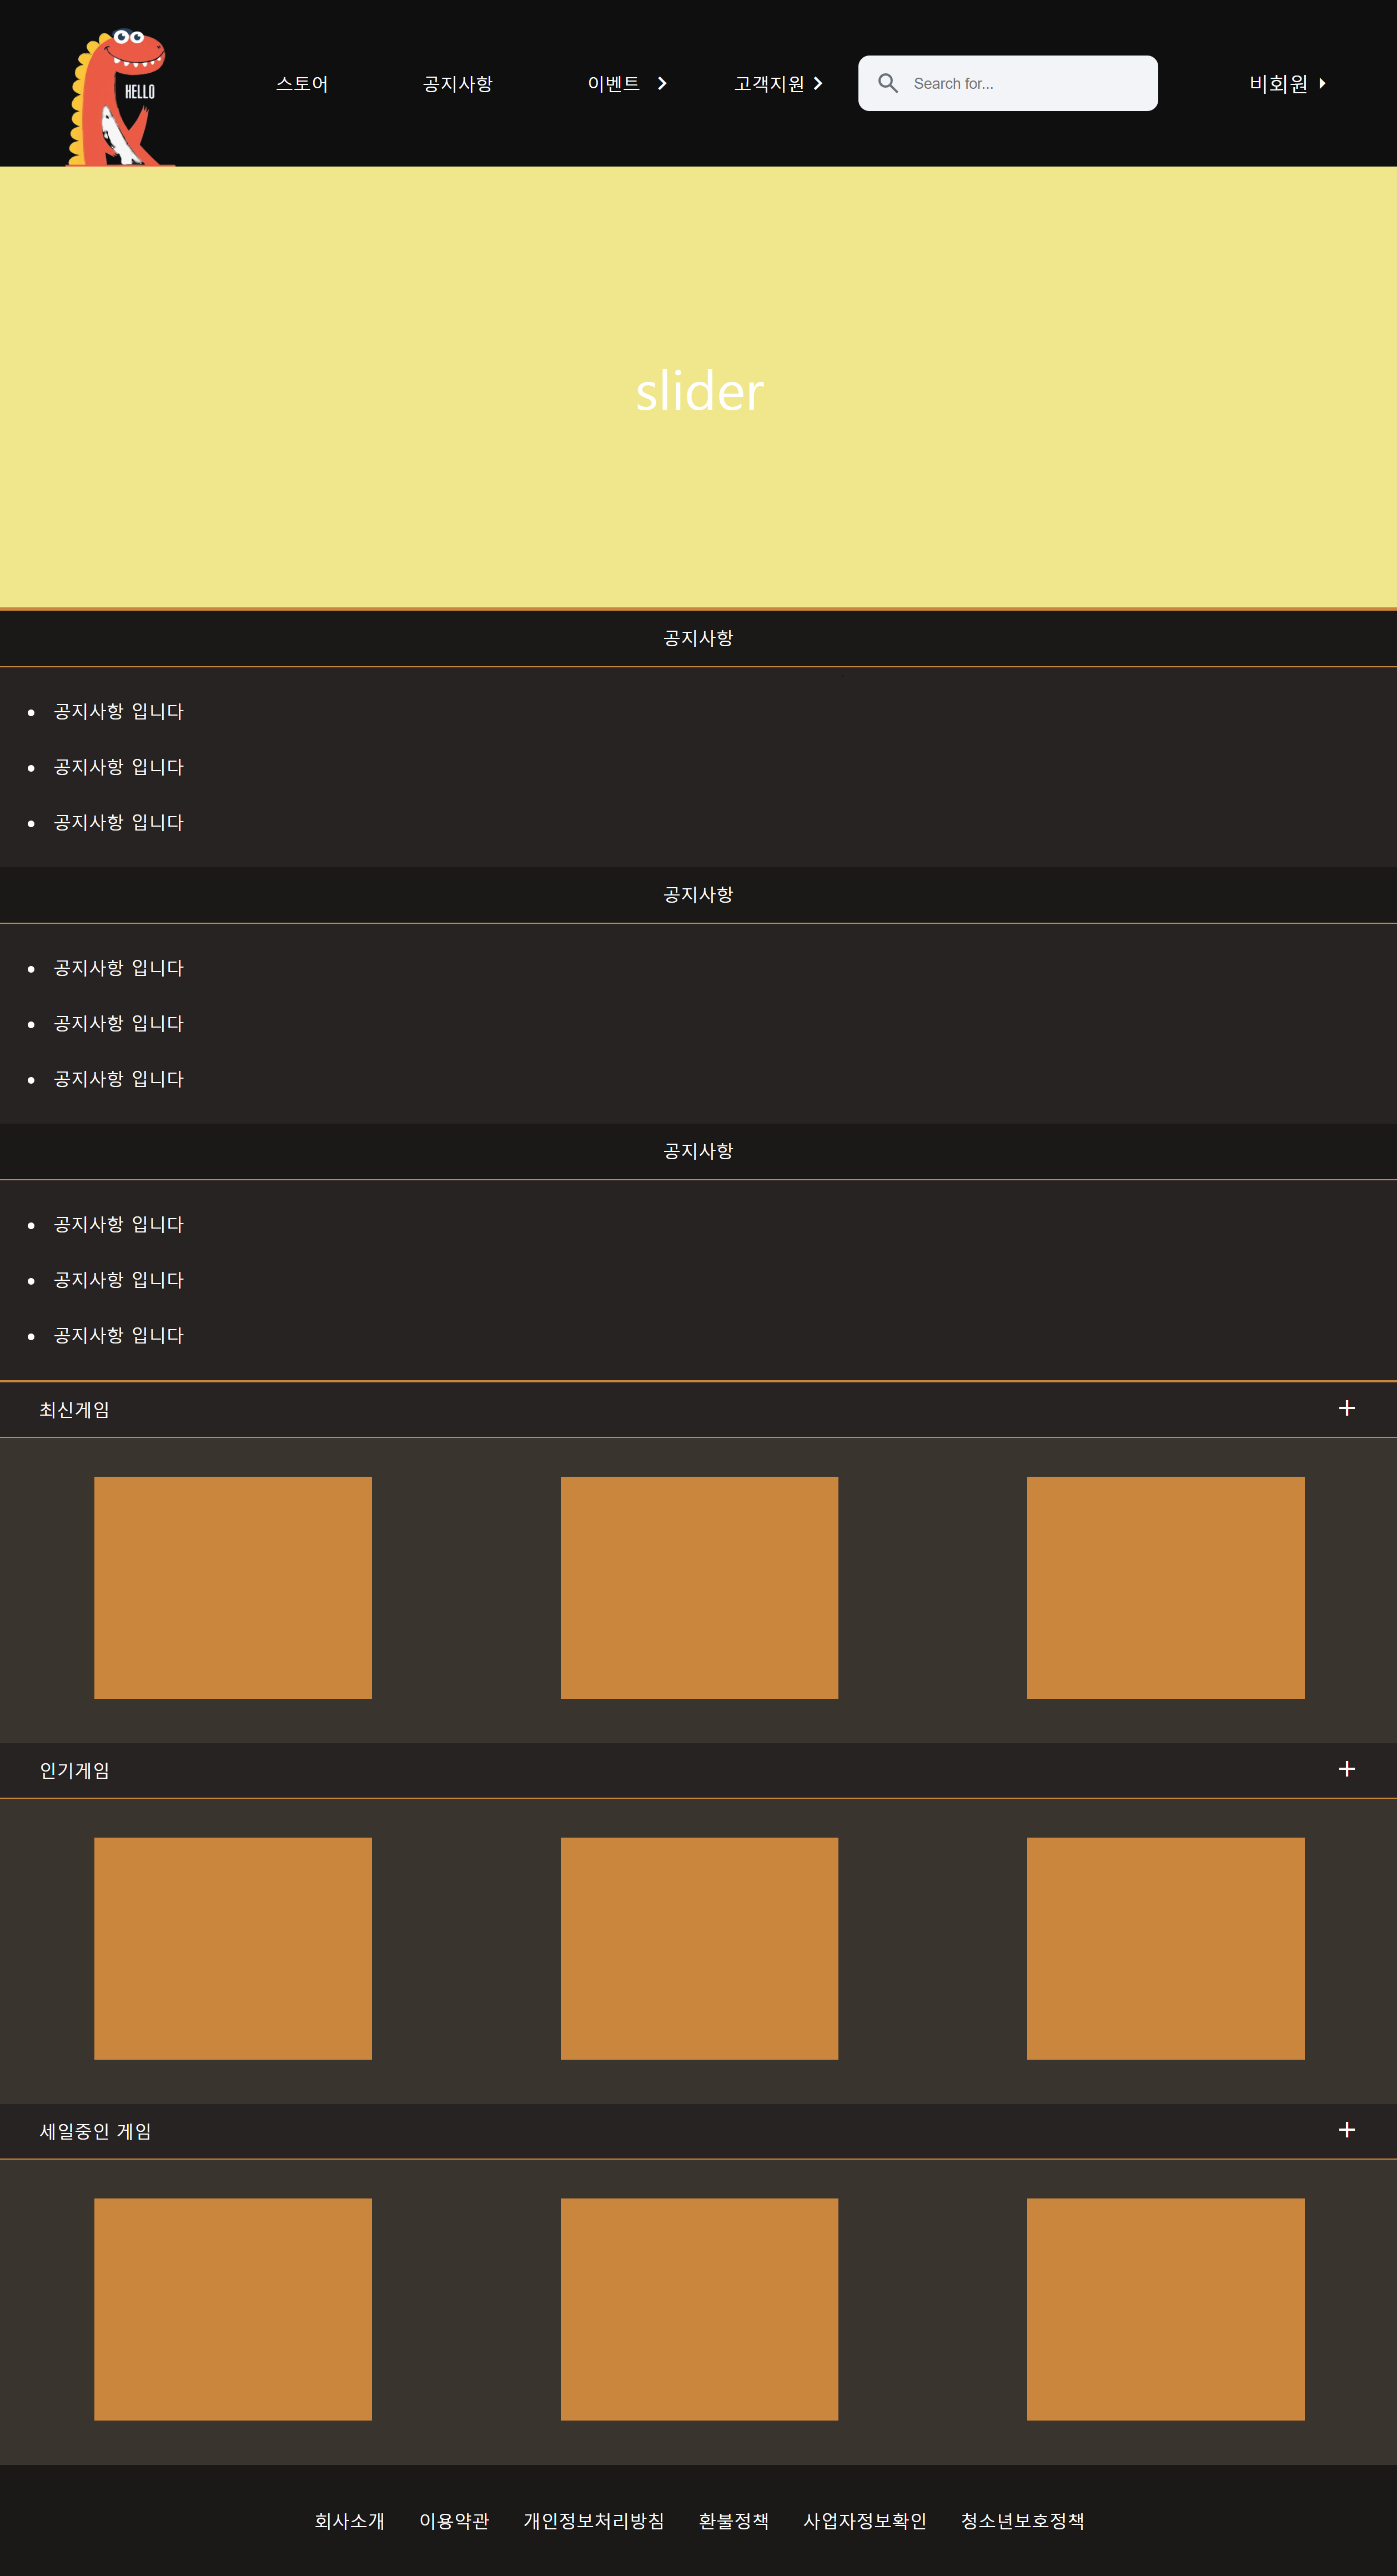 HELLO
스토어 공지사항 이벤트 고객지원 Search for... 비회원
slider
공지사항
공지사항 입니다
공지사항 입니다
공지사항 입니다
공지사항
공지사항 입니다
공지사항 입니다
공지사항 입니다
공지사항
공지사항 입니다
공지사항 입니다
공지사항 입니다
최신게임 +
인기게임 +
세일중인 게임 +
회사소개 이용약관 개인정보처리방침 환불정책 사업자정보확인 청소년보호정책